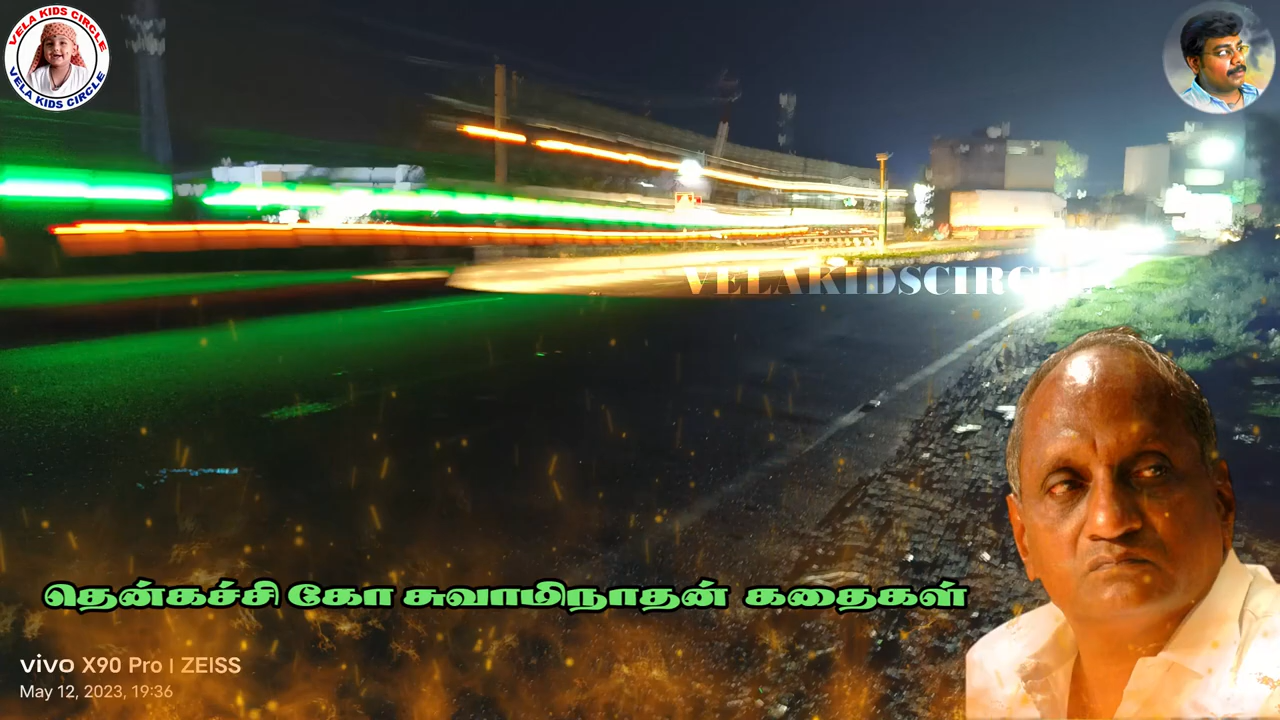 VELA KIDS CIRCLE
VELA KIDS CIRCLE
VELAKIDSCIRCLE
தென்கச்சி கோ சுவாமிநாதன் கதைகள்
vivo X90 Pro | ZEISS
May 12, 2023, 19:36